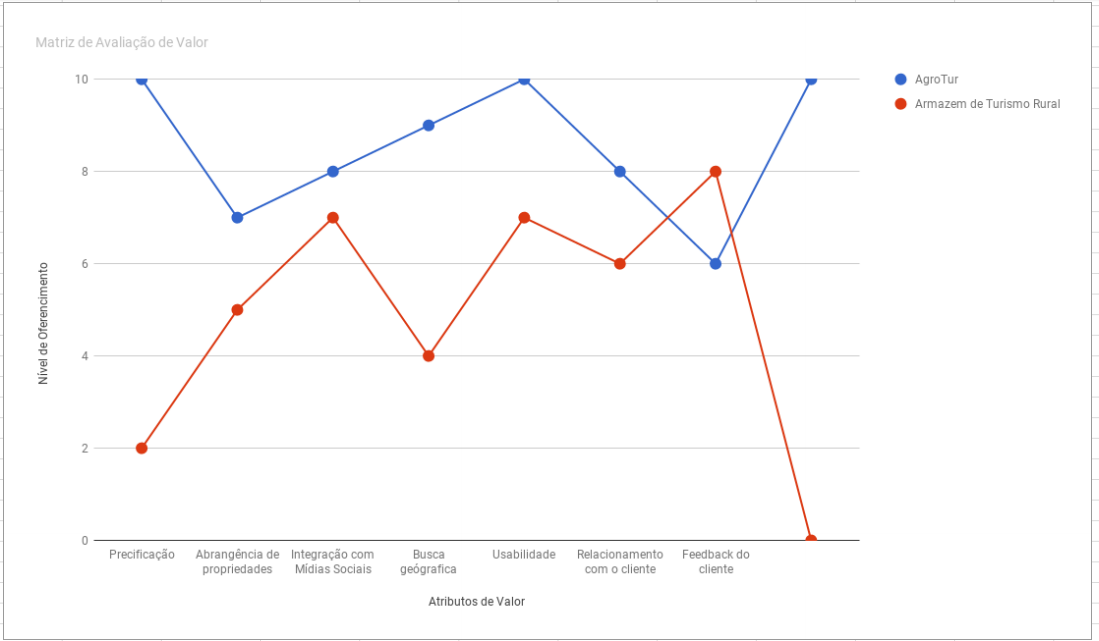 Matriz de Avaliação de Valor
AgroTur
Armazem de Turismo Rural
Nível de Oferencimento
10
8
6
4
2
0
Precificação
Abrangência de
propriedades
Integração com
Mídias Sociais
Busca
geógrafica
Usabilidade
Relacionamento
com o cliente
Feedback do
cliente
Atributos de Valor